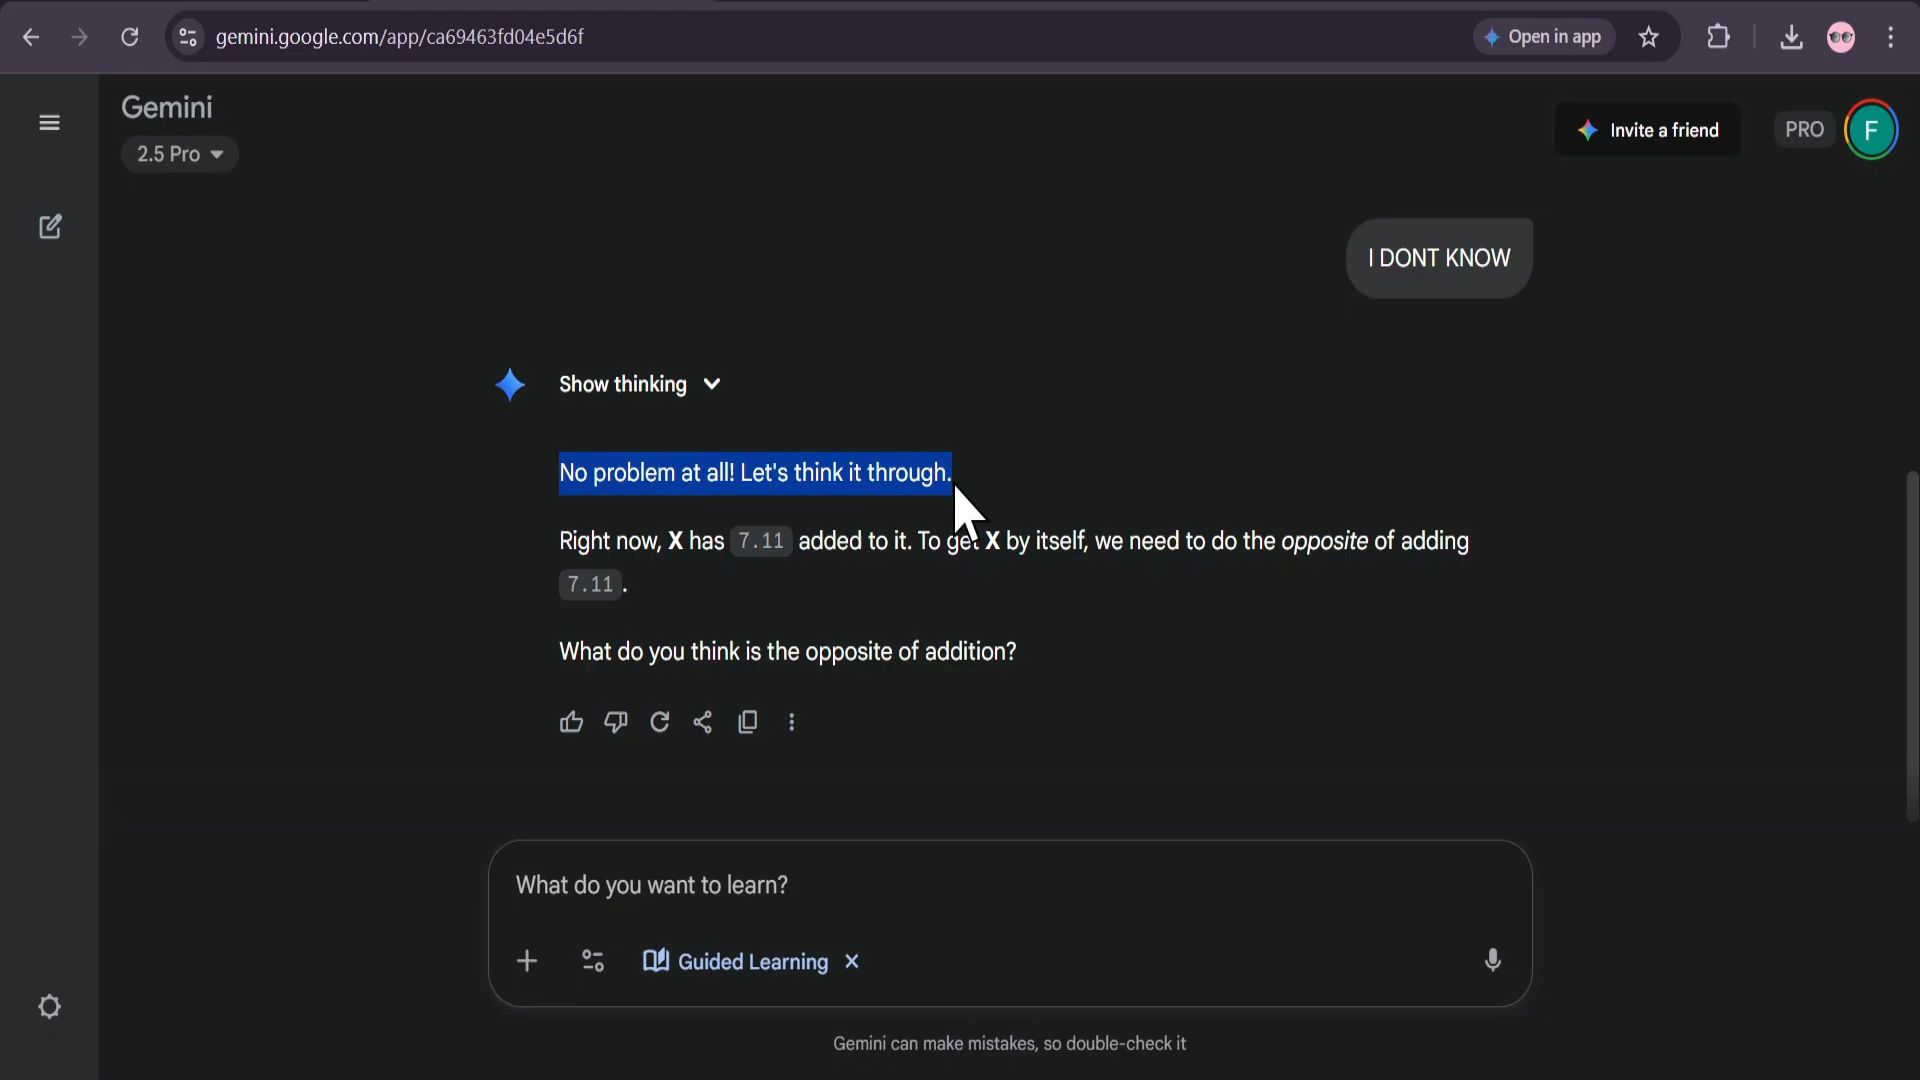 gemini.google.com/app/ca69463fd04e5d6f
Open in app
Gemini
2.5 Pro
Invite a friend
PRO
F
I DONT KNOW
Show thinking
No problem at all! Let's think it through.
Right now, X has 7.11 added to it. To get X by itself, we need to do the opposite of adding
7.11.
What do you think is the opposite of addition?
What do you want to learn?
Guided Learning
Gemini can make mistakes, so double-check it